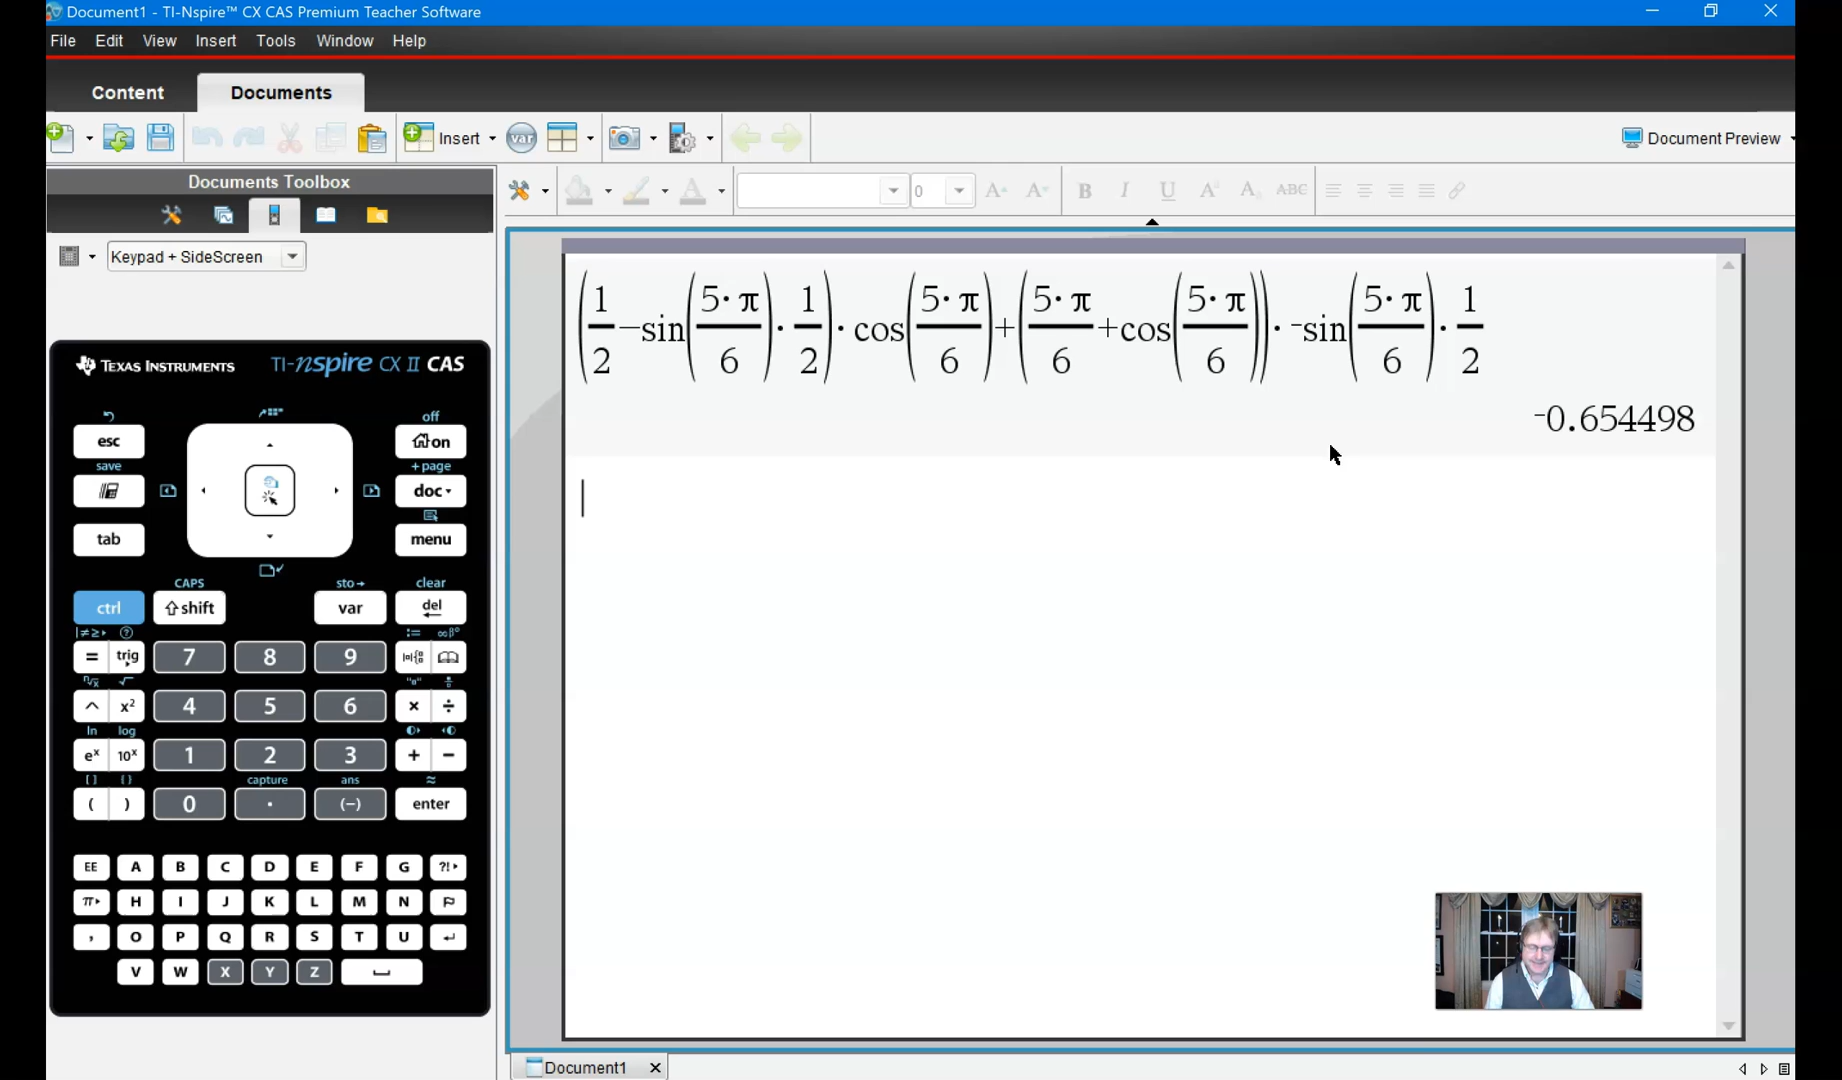 Document1 - TI-Nspire™ CX CAS Premium Teacher Software
File Edit View Insert Tools Window Help
Content Documents
Insert var Document Preview
Documents Toolbox
0 A A B I U A A ABC
Keypad + SideScreen
(1/2−sin(5·π/6)·1/2)·cos(5·π/6)+(5·π/6+cos(5·π/6))·⁻sin(5·π/6)·1/2
⁻0.654498
TEXAS INSTRUMENTS TI-nspire CX II CAS
off
esc on
save + page
doc
tab menu
CAPS sto→ clear
ctrl shift var del
|≠≥▸ ? := ∞β°
= trig 7 8 9
ⁿ√x √ "□" ÷
^ x² 4 5 6 × ÷
ln log
eˣ 10ˣ 1 2 3 + −
[ ] { } capture ans ≈
( ) 0 . (−) enter
EE A B C D E F G ?!▸
π▸ H I J K L M N
, O P Q R S T U ↵
V W X Y Z
Document1